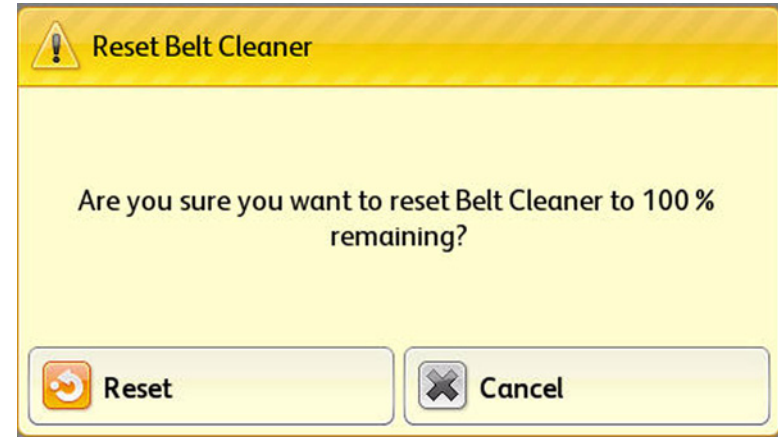 Reset Belt Cleaner
Are you sure you want to reset Belt Cleaner to 100 %
remaining?
Reset
Cancel